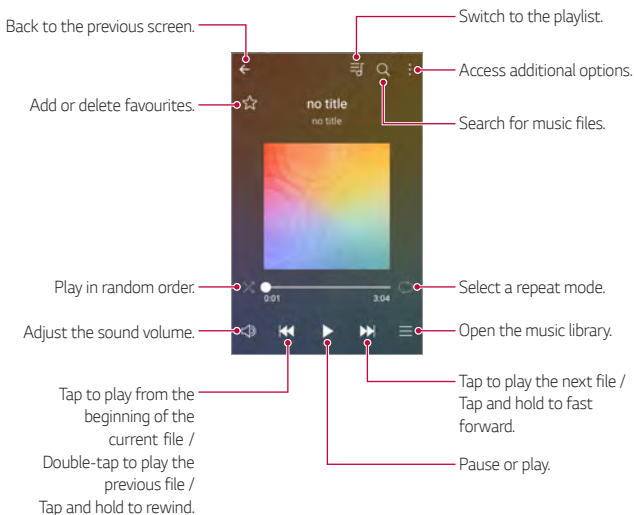 Back to the previous screen.
Switch to the playlist.
Access additional options.
Add or delete favourites.
no title
no title
Search for music files.
Play in random order.
0:01
3:04
Select a repeat mode.
Adjust the sound volume.
Open the music library.
Tap to play from the
beginning of the
current file /
Double-tap to play the
previous file /
Tap and hold to rewind.
Tap to play the next file /
Tap and hold to fast
forward.
Pause or play.